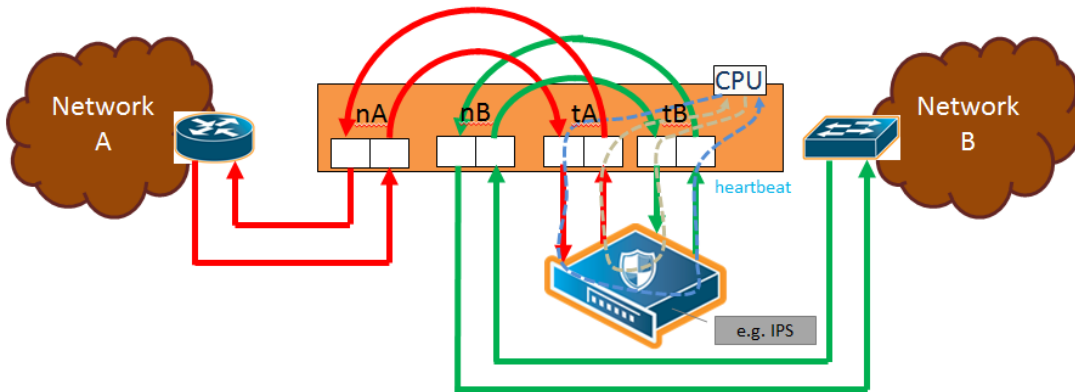 Network
A
nA
nB
tA
tB
CPU
Network
B
heartbeat
e.g. IPS